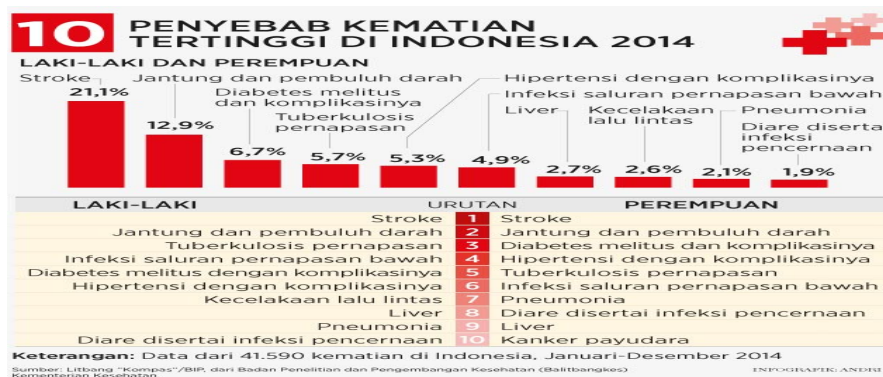 10 PENYEBAB KEMATIAN
TERTINGGI DI INDONESIA 2014
LAKI-LAKI DAN PEREMPUAN
Stroke
21,1%
Jantung dan pembuluh darah
12,9%
Diabetes melitus
dan komplikasinya
6,7%
Tuberkulosis
pernapasan
5,7%
Hipertensi dengan komplikasinya
5,3%
Infeksi saluran pernapasan bawah
4,9%
Liver
2,7%
Kecelakaan
lalu lintas
2,6%
Pneumonia
2,1%
Diare disertai
infeksi
pencernaan
1,9%
LAKI-LAKI URUTAN PEREMPUAN
Stroke 1 Stroke
Jantung dan pembuluh darah 2 Jantung dan pembuluh darah
Tuberkulosis pernapasan 3 Diabetes melitus dan komplikasinya
Infeksi saluran pernapasan bawah 4 Hipertensi dengan komplikasinya
Diabetes melitus dengan komplikasinya 5 Tuberkulosis pernapasan
Hipertensi dengan komplikasinya 6 Infeksi saluran pernapasan bawah
Kecelakaan lalu lintas 7 Pneumonia
Liver 8 Diare disertai infeksi pencernaan
Pneumonia 9 Liver
Diare disertai infeksi pencernaan 10 Kanker payudara
Keterangan: Data dari 41.590 kematian di Indonesia, Januari-Desember 2014
Sumber: Litbang "Kompas"/BIP, dari Badan Penelitian dan Pengembangan Kesehatan (Balitbangkes)
Kementerian Kesehatan
INFOGRAFIK: ANDRI